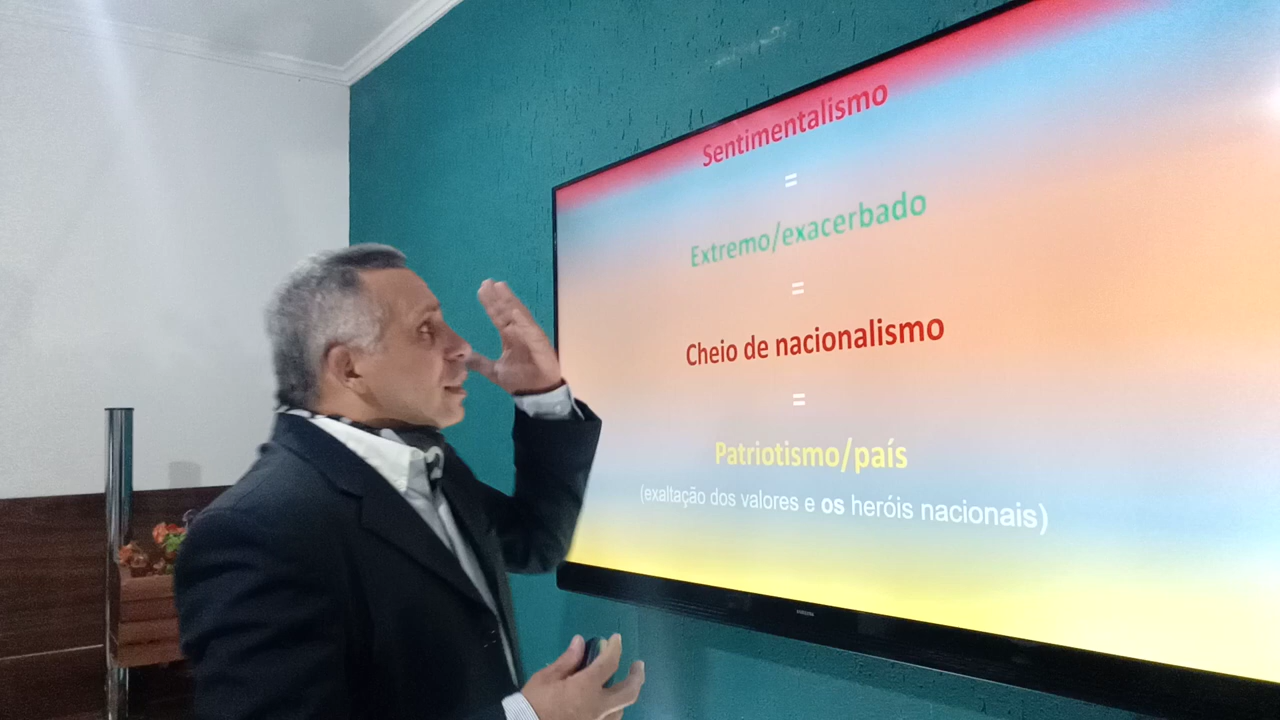 Sentimentalismo
=
Extremo/exacerbado
=
Cheio de nacionalismo
=
Patriotismo/país
(exaltação dos valores e os heróis nacionais)